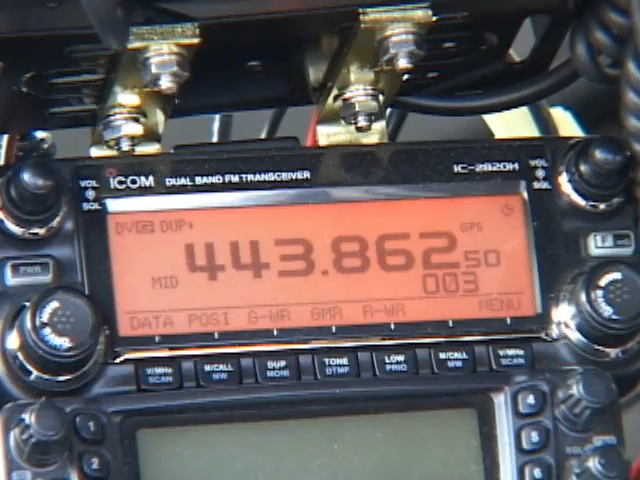 VOL
SQL
ICOM DUAL BAND FM TRANSCEIVER IC-2820H
VOL
SQL
DV DUP+ GPS
443.862 50
MID 003
DATA POSI G-WR GMR R-WR MENU
PWR
F
V/MHz SCAN
M/CALL MW
DUP MONI
TONE DTMF
LOW PRIO
M/CALL MW
V/MHz SCAN
1
2
4
5
6